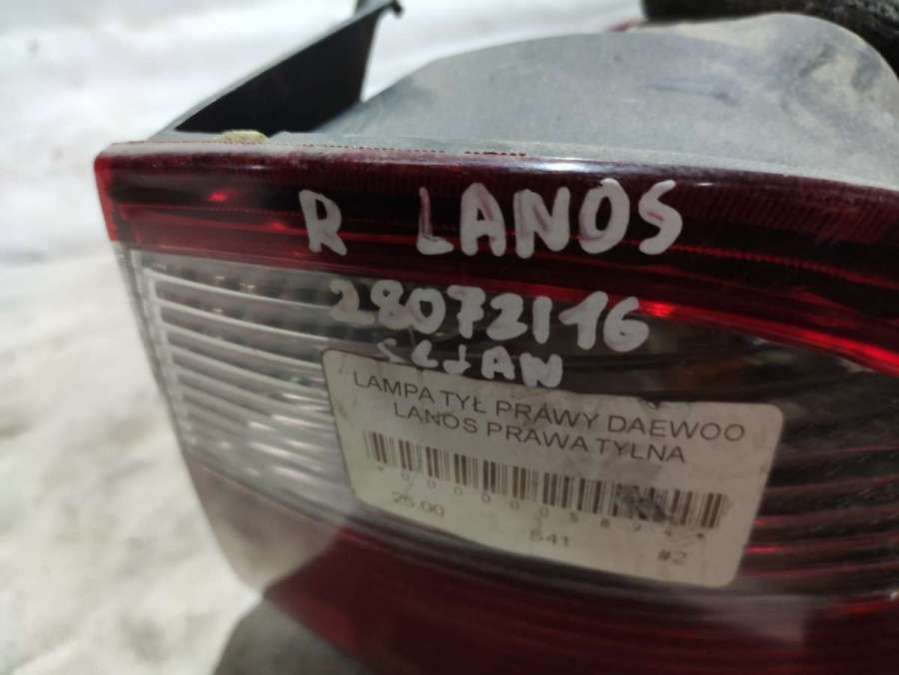 R LANOS
28072116
SEDAN
LAMPA TYŁ PRAWY DAEWOO
LANOS PRAWA TYLNA
25.00
541
#2